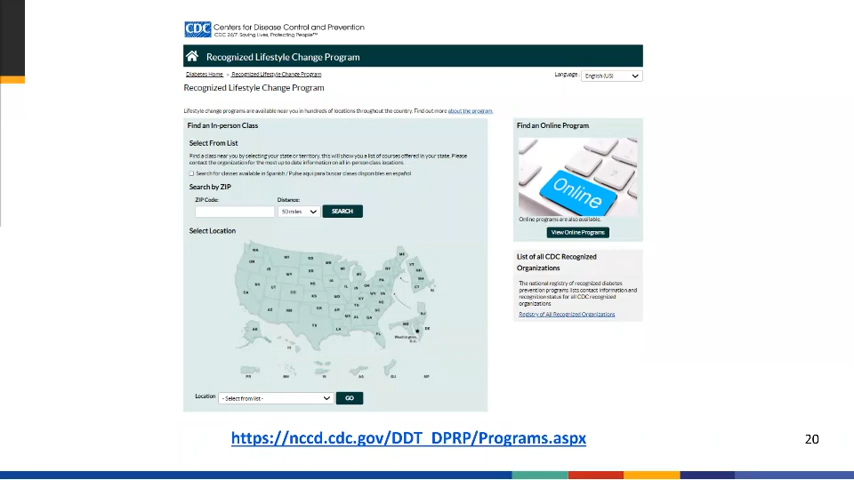 CDC Centers for Disease Control and Prevention
CDC 24/7: Saving Lives, Protecting People™
Recognized Lifestyle Change Program
Diabetes Home > Recognized Lifestyle Change Program
Language: English (US)
Recognized Lifestyle Change Program
Lifestyle change programs are available near you in hundreds of locations throughout the country. Find out more about the program.
Find an In-person Class
Select From List
Find a class near you by selecting your state or territory, this will show you a list of courses offered in your state. Please
contact the organization for the most up to date information on all in-person class locations.
Search for classes available in Spanish / Pulse aquí para buscar clases disponibles en español
Search by ZIP
ZIP Code:
Distance:
50 miles
SEARCH
Select Location
Washington, D.C.
Location
- Select from list -
GO
Find an Online Program
Online
Online programs are also available.
View Online Programs
List of all CDC Recognized
Organizations
The national registry of recognized diabetes
prevention programs lists contact information and
recognition status for all CDC recognized
organizations
Registry of All Recognized Organizations
https://nccd.cdc.gov/DDT_DPRP/Programs.aspx
20